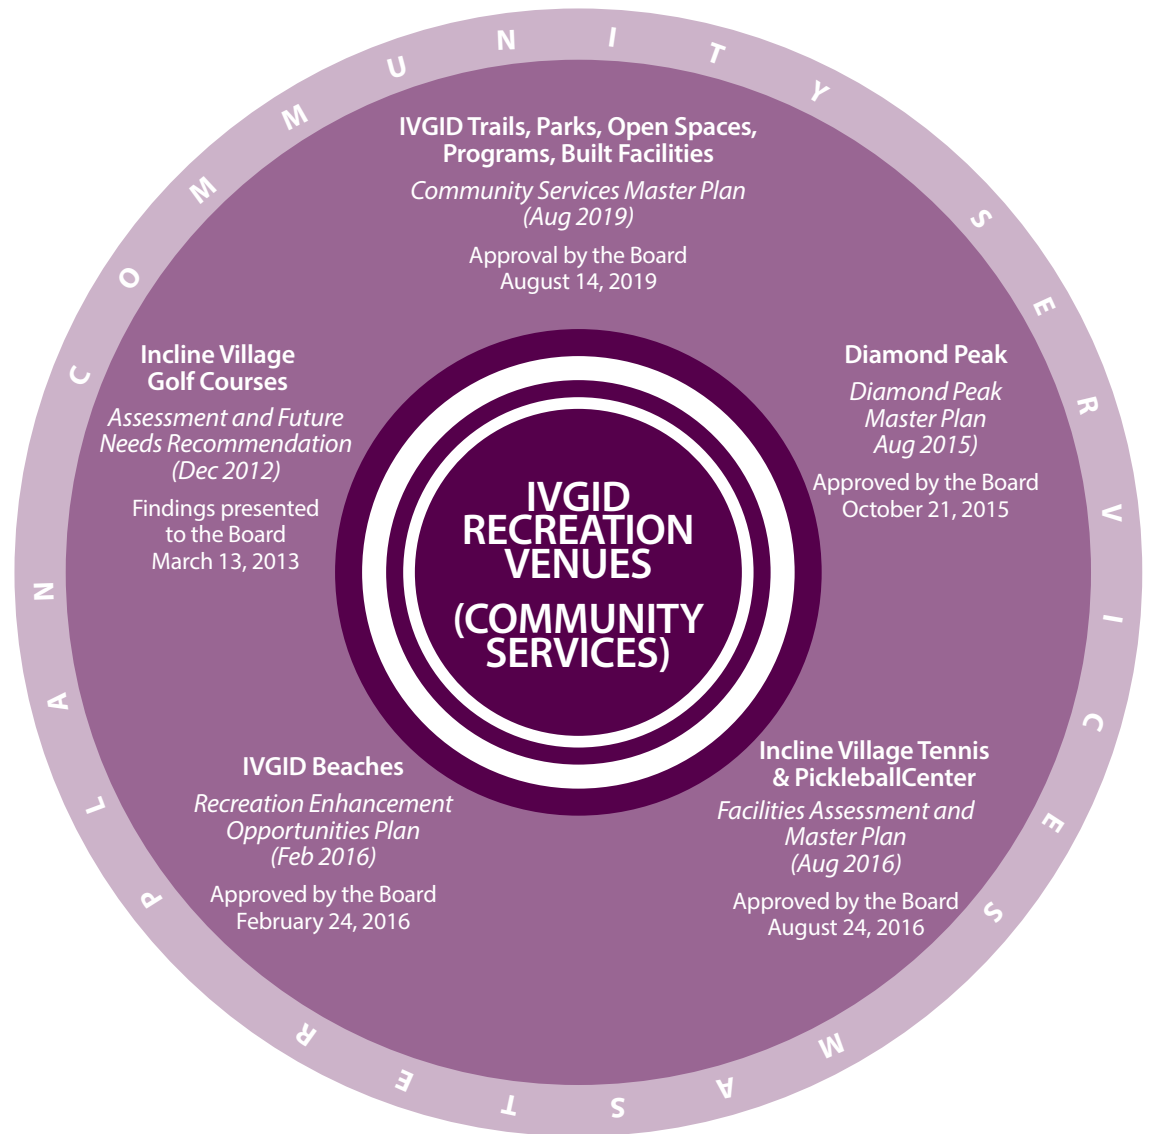 COMMUNITY SERVICES MASTER PLAN
IVGID Trails, Parks, Open Spaces,
Programs, Built Facilities
Community Services Master Plan
(Aug 2019)
Approval by the Board
August 14, 2019
Incline Village
Golf Courses
Assessment and Future
Needs Recommendation
(Dec 2012)
Findings presented
to the Board
March 13, 2013
Diamond Peak
Diamond Peak
Master Plan
Aug 2015)
Approved by the Board
October 21, 2015
IVGID
RECREATION
VENUES
(COMMUNITY
SERVICES)
IVGID Beaches
Recreation Enhancement
Opportunities Plan
(Feb 2016)
Approved by the Board
February 24, 2016
Incline Village Tennis
& PickleballCenter
Facilities Assessment and
Master Plan
(Aug 2016)
Approved by the Board
August 24, 2016